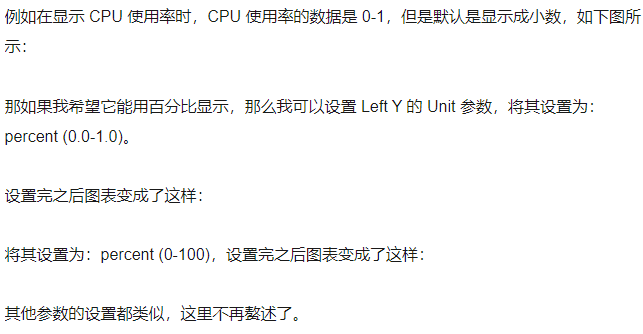 例如在显示 CPU 使用率时，CPU 使用率的数据是 0-1，但是默认是显示成小数，如下图所
示：
那如果我希望它能用百分比显示，那么我可以设置 Left Y 的 Unit 参数，将其设置为：
percent (0.0-1.0)。
设置完之后图表变成了这样：
将其设置为：percent (0-100)，设置完之后图表变成了这样：
其他参数的设置都类似，这里不再鳌述了。